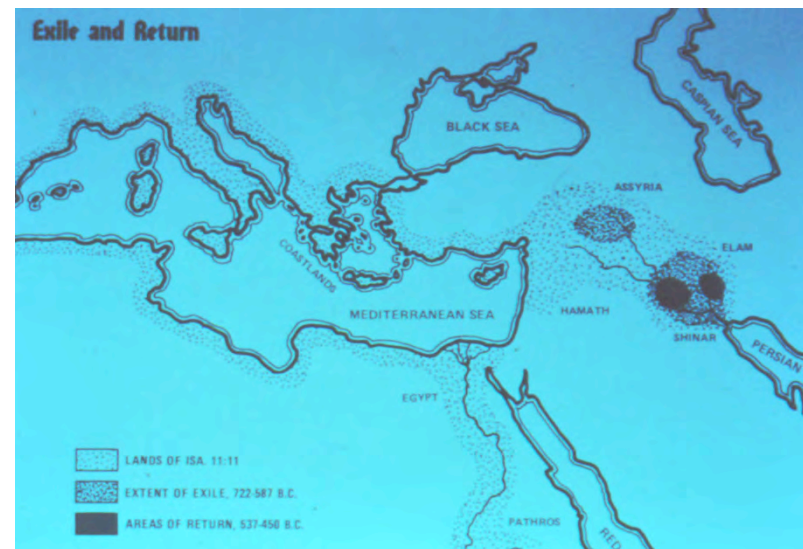 Exile and Return
CASPIAN SEA
BLACK SEA
ASSYRIA
ELAM
COASTLANDS
MEDITERRANEAN SEA
HAMATH
SHINAR
PERSIAN
EGYPT
LANDS OF ISA. 11:11
EXTENT OF EXILE, 722-587 B.C.
AREAS OF RETURN, 537-450 B.C.
PATHROS
RED